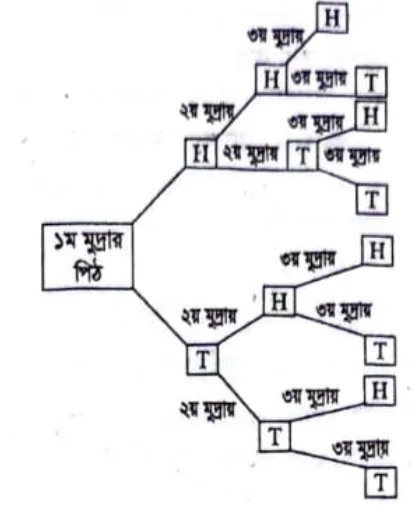 H
৩য় মুদ্রায়
H ৩য় মুদ্রায় T
২য় মুদ্রায়
৩য় মুদ্রায় H
H ২য় মুদ্রায় T ৩য় মুদ্রায়
T
১ম মুদ্রার
পিঠ
৩য় মুদ্রায় H
২য় মুদ্রায় H ৩য় মুদ্রায়
T
T
২য় মুদ্রায় ৩য় মুদ্রায় H
T ৩য় মুদ্রায়
T